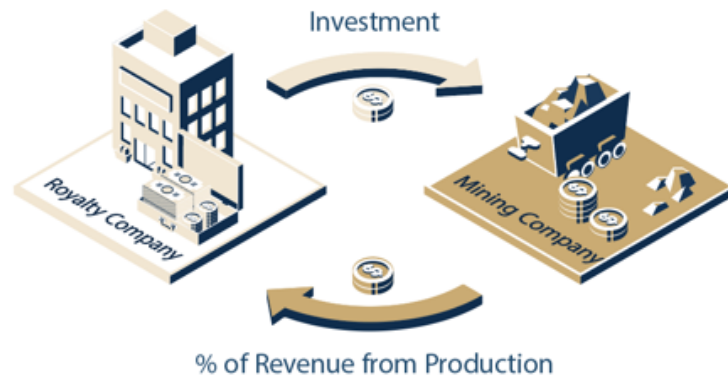 Investment
Royalty Company
Mining Company
% of Revenue from Production